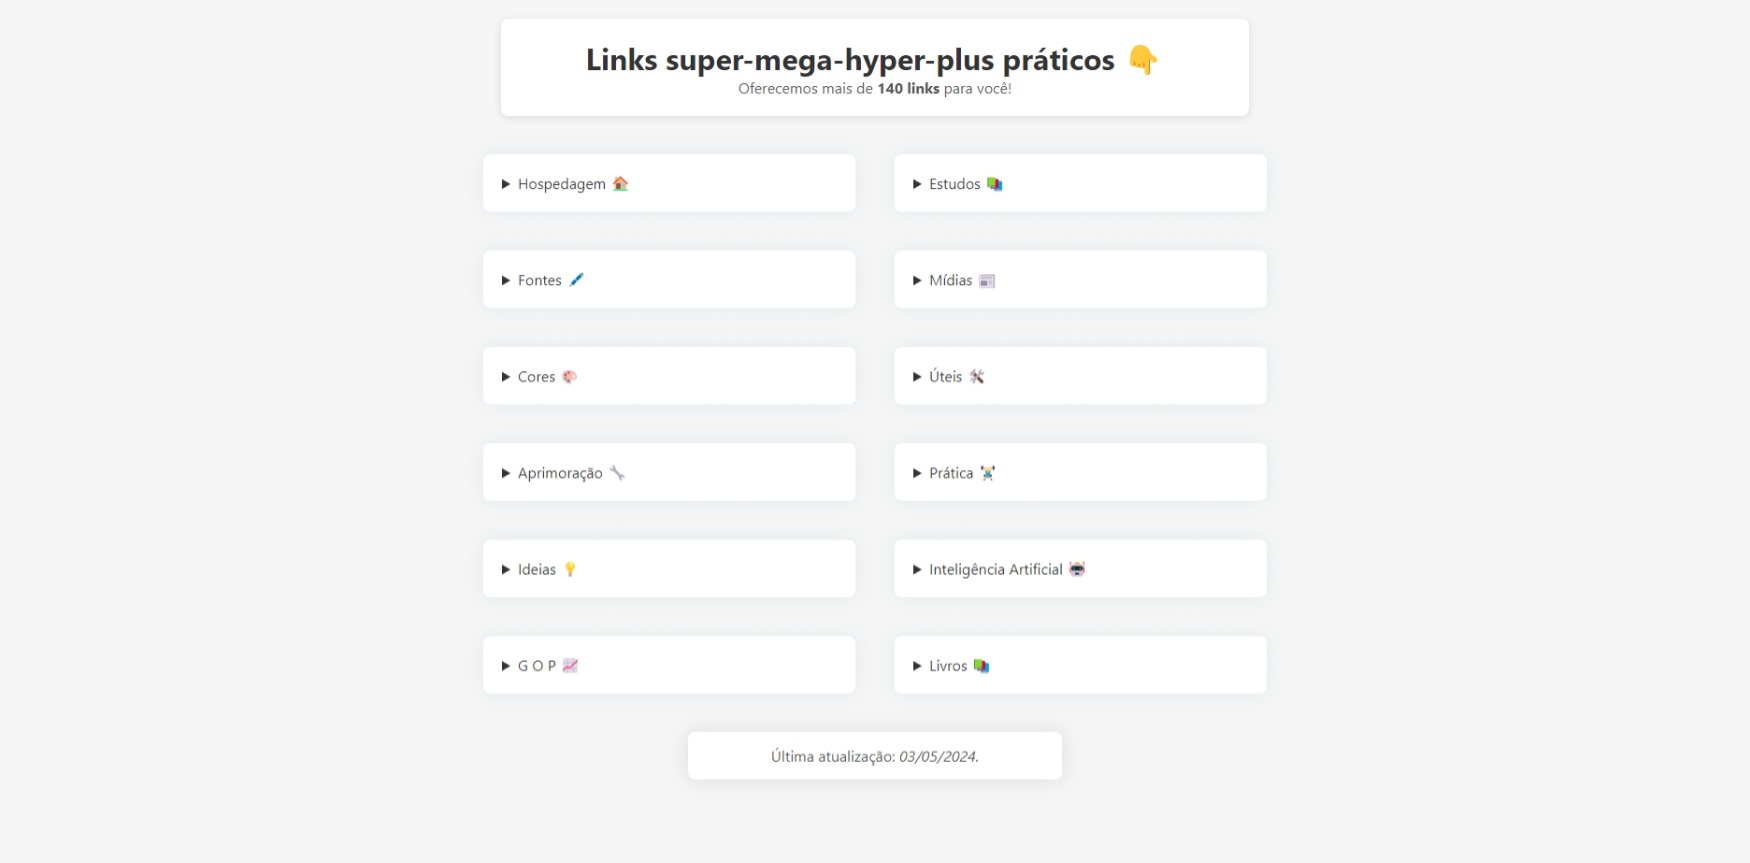 Links super-mega-hyper-plus práticos 👇
Oferecemos mais de 140 links para você!
▶ Hospedagem 🏠
▶ Estudos 📚
▶ Fontes 🖌️
▶ Mídias 📰
▶ Cores 🎨
▶ Úteis 🛠️
▶ Aprimoração 🔧
▶ Prática 🏋️
▶ Ideias 💡
▶ Inteligência Artificial 🤖
▶ G O P 📈
▶ Livros 📚
Última atualização: 03/05/2024.